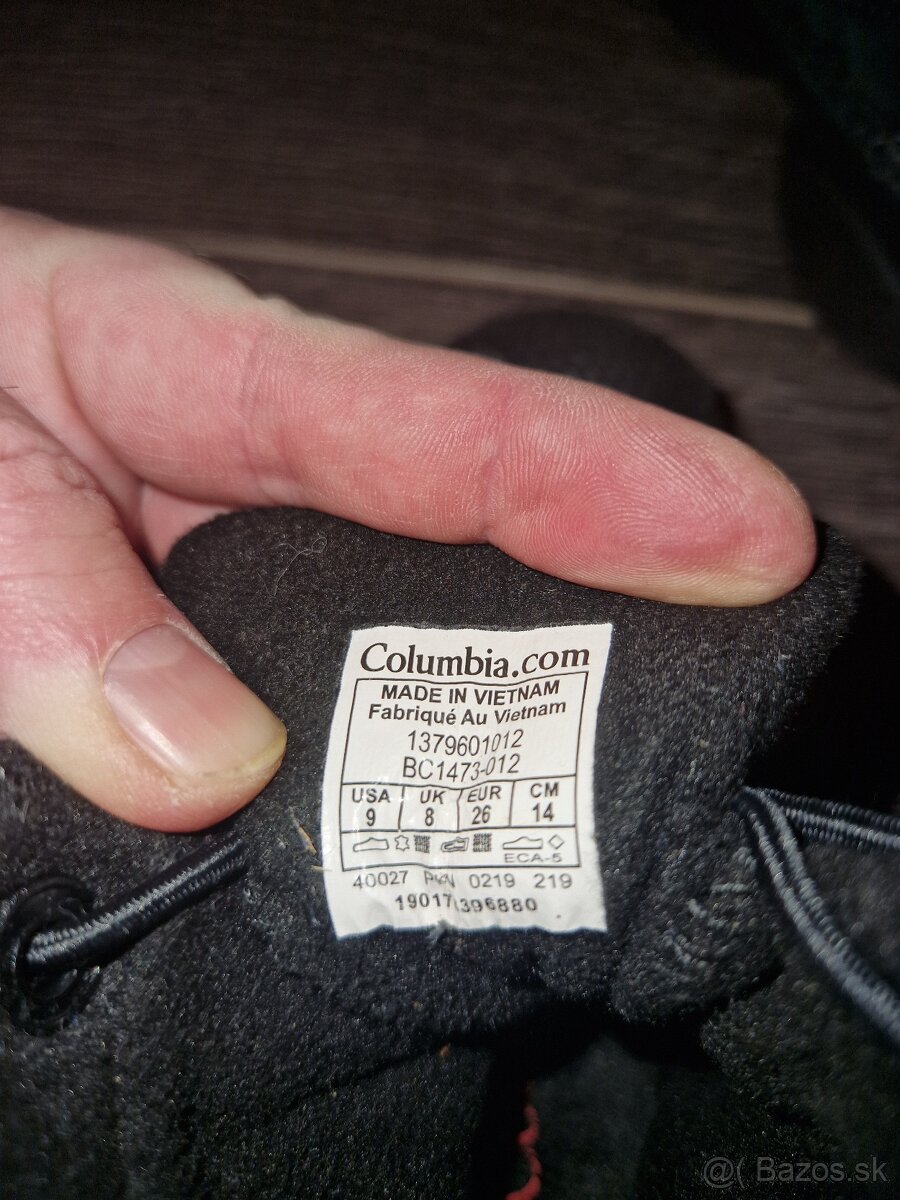 Columbia.com
MADE IN VIETNAM
Fabriqué Au Vietnam
1379601012
BC1473-012
USA UK EUR CM
9 8 26 14
ECA-5
40027 0219 219
@( Bazos.sk